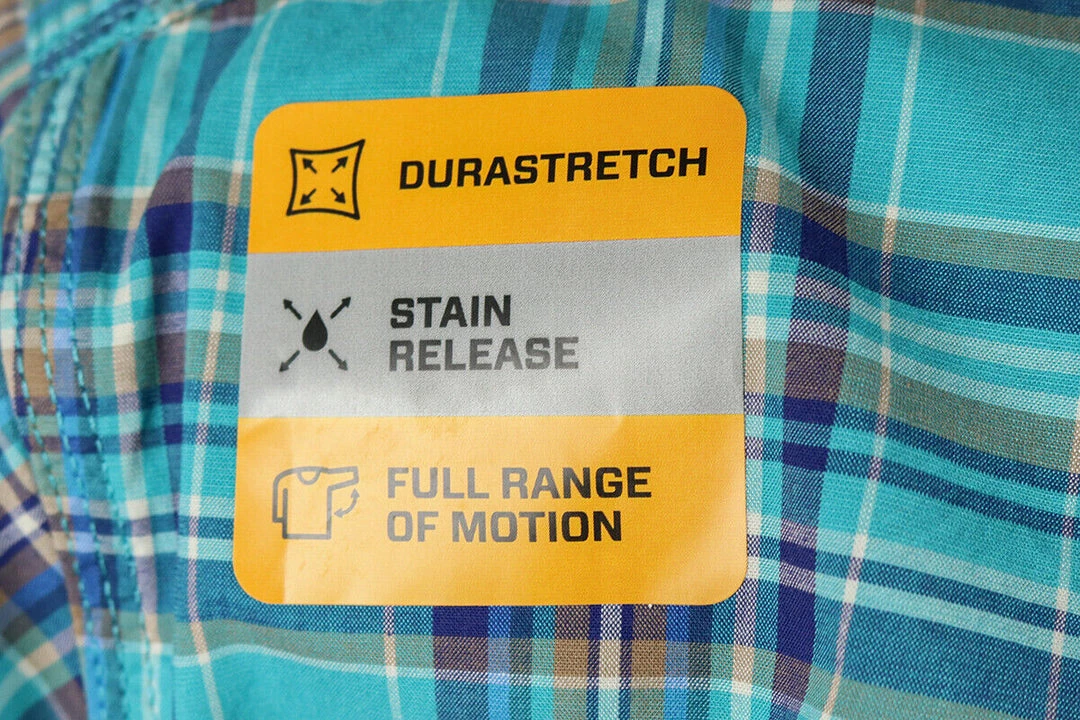 DURASTRETCH
STAIN
RELEASE
FULL RANGE
OF MOTION